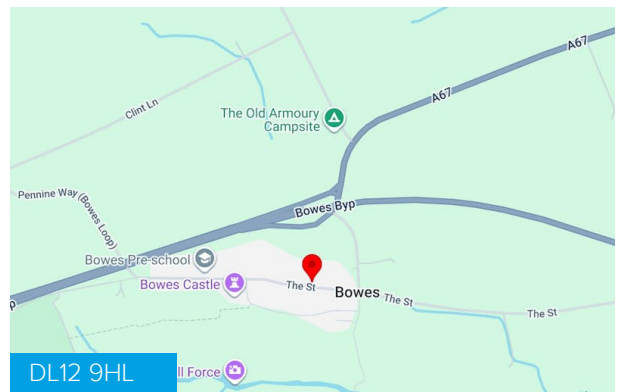 A67
Clint Ln
The Old Armoury
Campsite
A67
Pennine Way (Bowes Loop)
Bowes Byp
Bowes Pre-school
Bowes Castle
The St
Bowes
The St
The St
DL12 9HL
Force